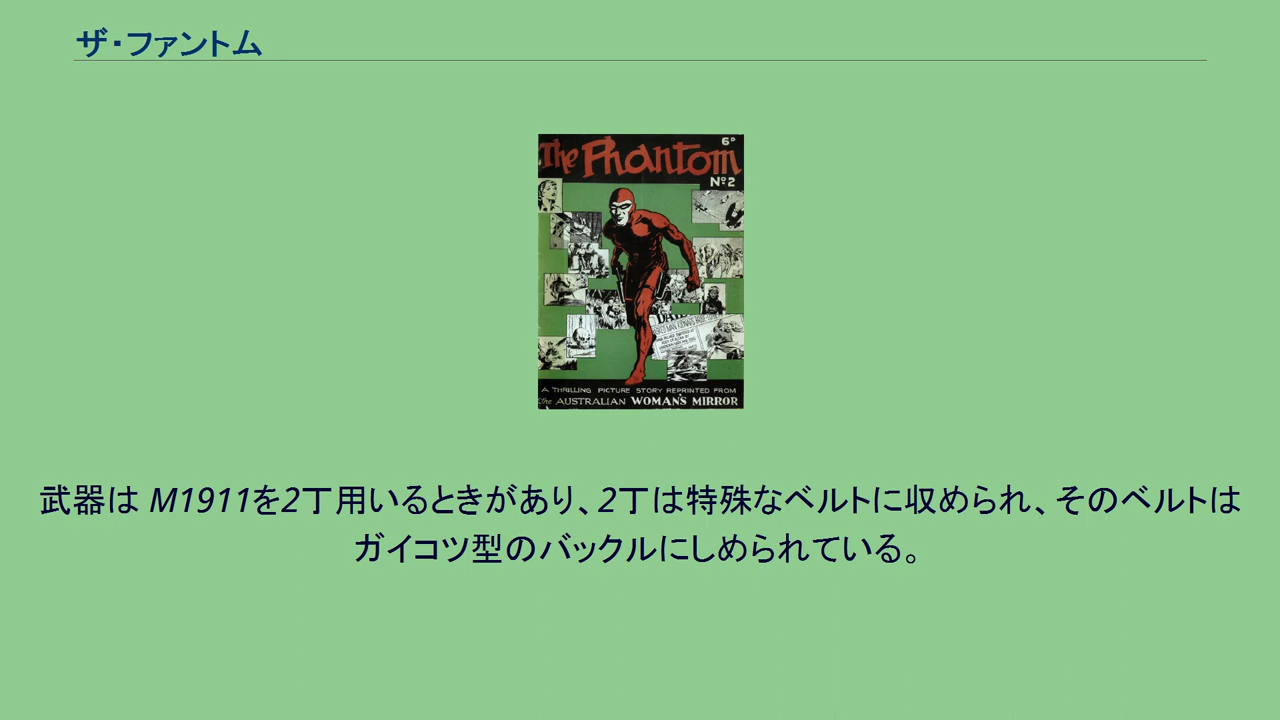 ザ・ファントム
The Phantom
6D
Nº2
A THRILLING PICTURE STORY REPRINTED FROM
The AUSTRALIAN WOMAN'S MIRROR
武器は M1911を2丁用いるときがあり、2丁は特殊なベルトに収められ、そのベルトは
ガイコツ型のバックルにしめられている。